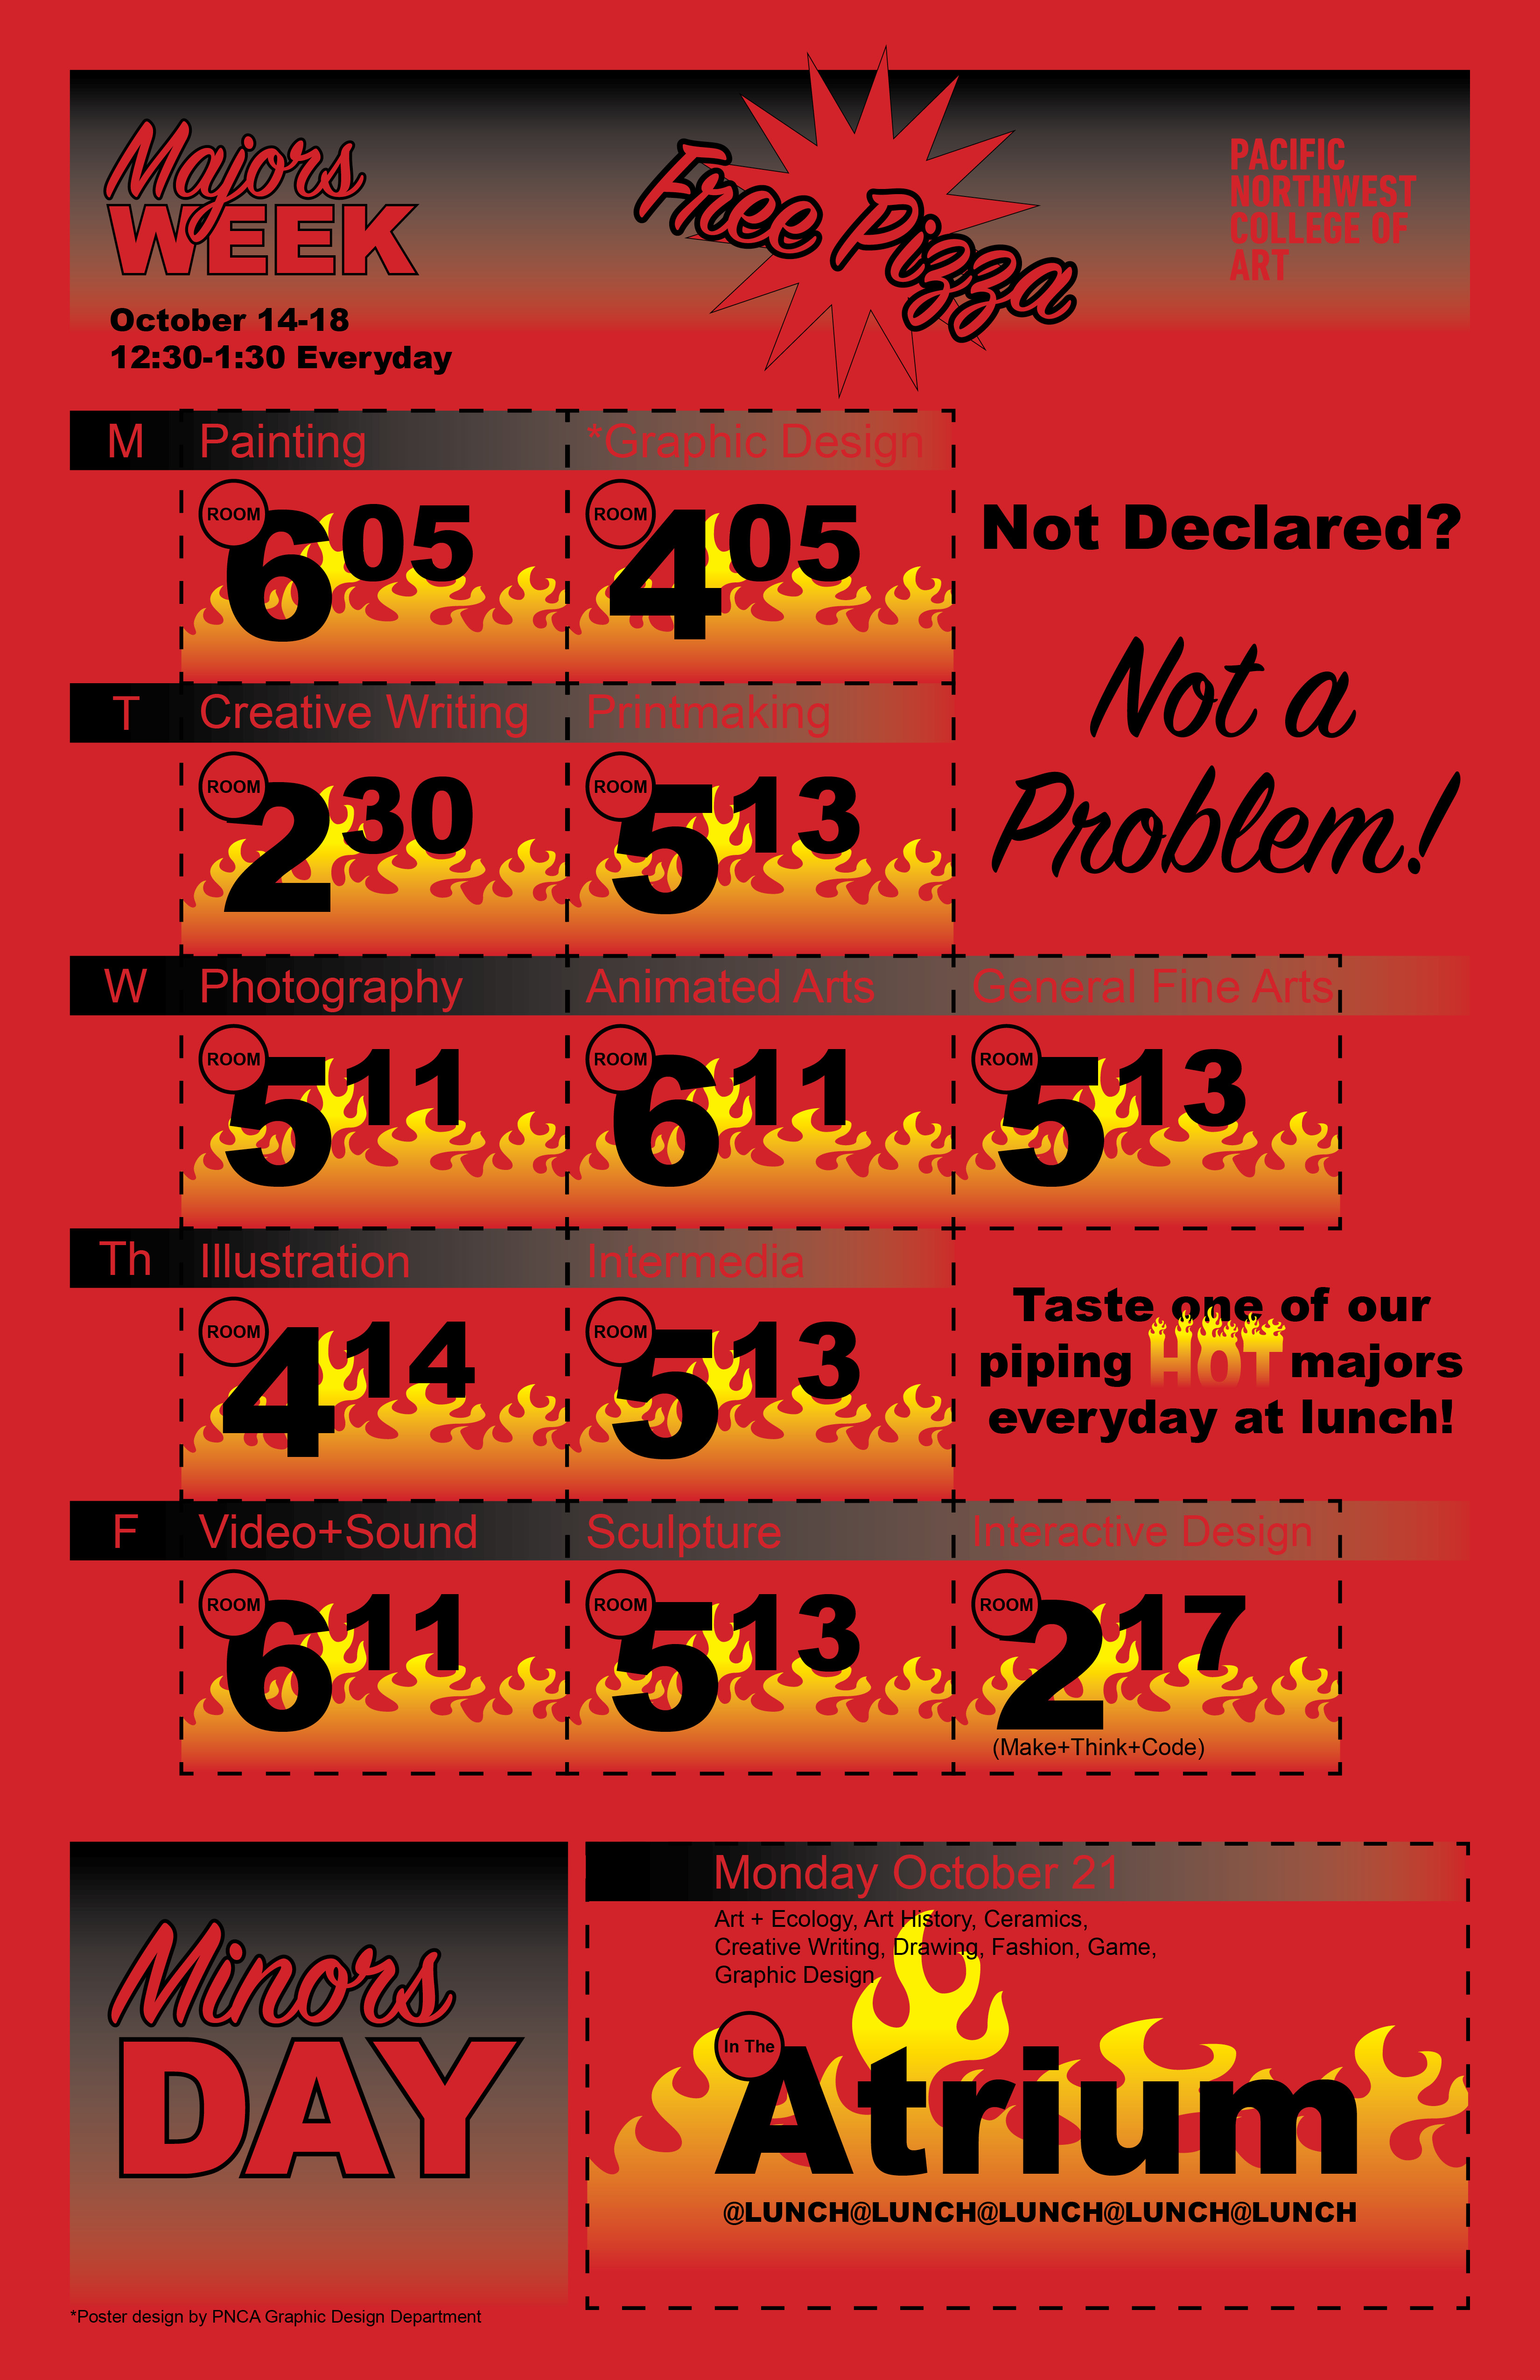 Majors
WEEK
October 14-18
12:30-1:30 Everyday
Free Pizza
PACIFIC
NORTHWEST
COLLEGE OF
ART
M Painting *Graphic Design
ROOM 605 ROOM 405
Not Declared?
Not a
Problem!
T Creative Writing Printmaking
ROOM 230 ROOM 513
W Photography Animated Arts General Fine Arts
ROOM 511 ROOM 611 ROOM 513
Th Illustration Intermedia
ROOM 414 ROOM 513
Taste one of our
piping HOT majors
everyday at lunch!
F Video+Sound Sculpture Interactive Design
ROOM 611 ROOM 513 ROOM 217
(Make+Think+Code)
Minors
DAY
Monday October 21
Art + Ecology, Art History, Ceramics,
Creative Writing, Drawing, Fashion, Game,
Graphic Design
In The
Atrium
@LUNCH@LUNCH@LUNCH@LUNCH@LUNCH
*Poster design by PNCA Graphic Design Department